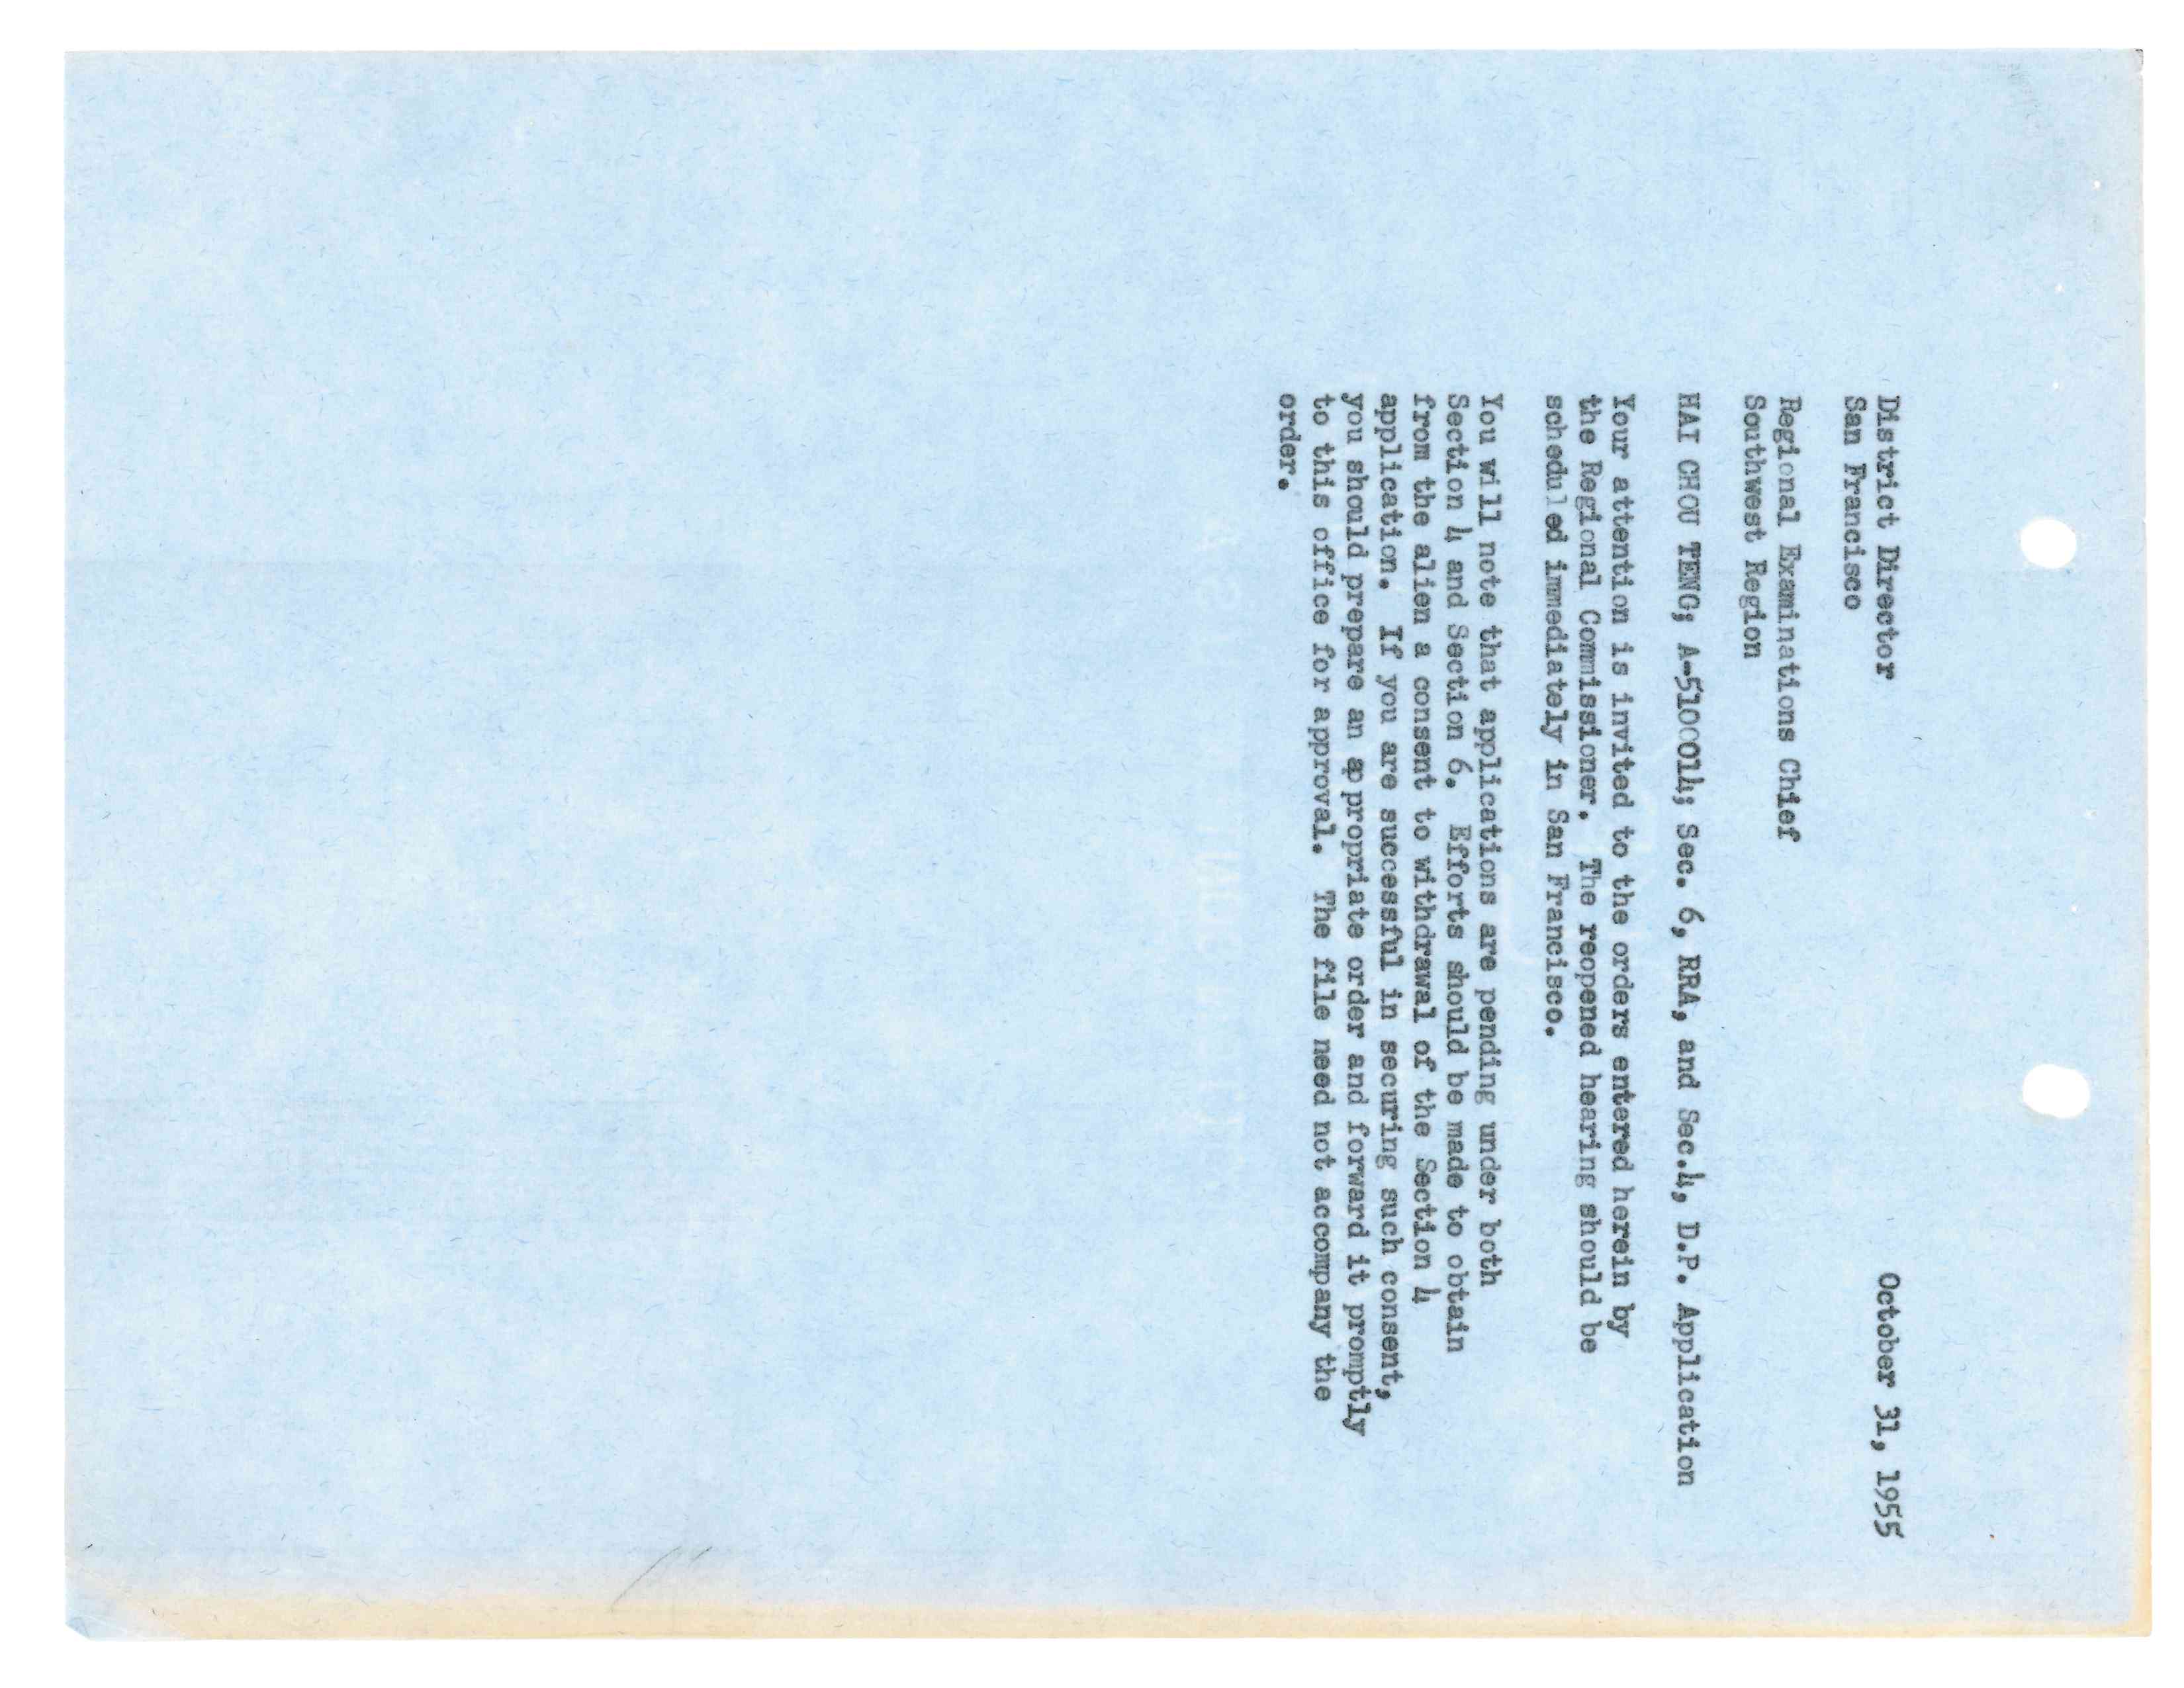 District Director October 31, 1955
San Francisco
Regional Examinations Chief
Southwest Region
HAI CHOU TENG; A-5100014; Sec. 6, RRA, and Sec.4, D.P. Application
Your attention is invited to the orders entered herein by
the Regional Commissioner. The reopened hearing should be
scheduled immediately in San Francisco.
You will note that applications are pending under both
Section 4 and Section 6. Efforts should be made to obtain
from the alien a consent to withdrawal of the Section 4
application. If you are successful in securing such consent,
you should prepare an appropriate order and forward it promptly
to this office for approval. The file need not accompany the
order.